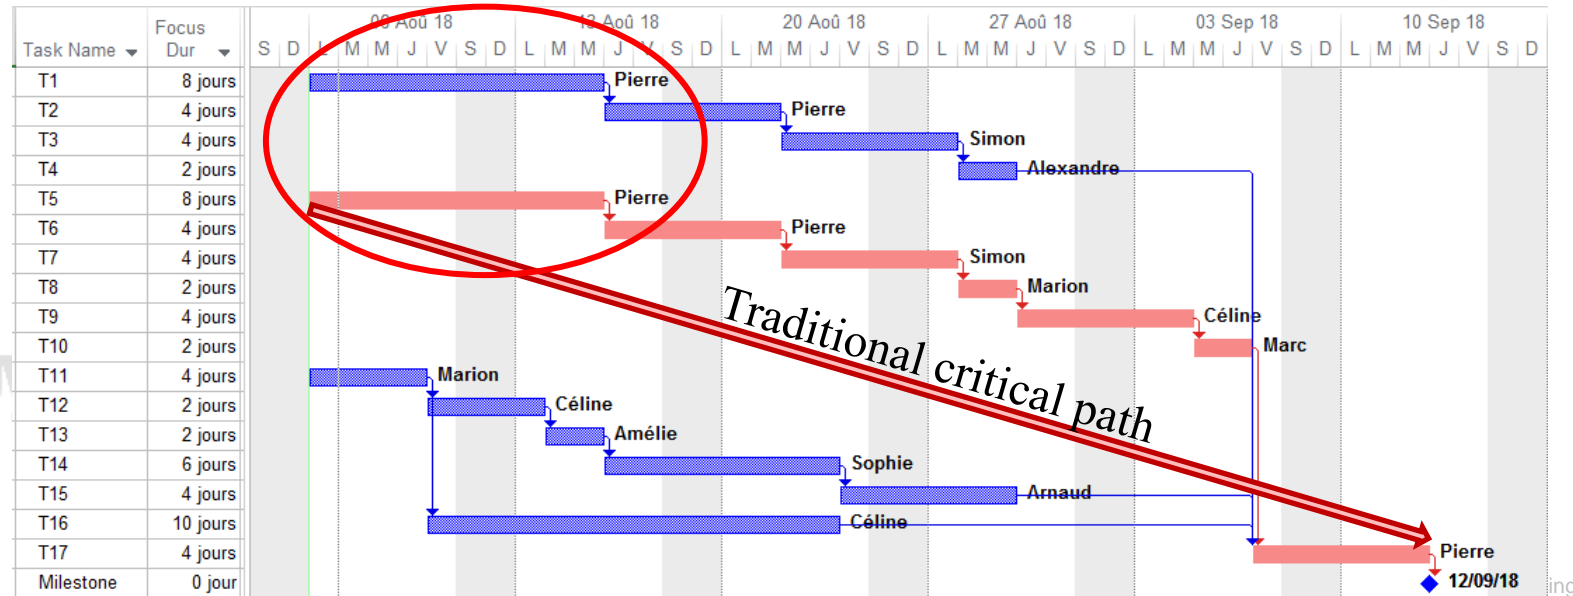 Focus
Task Name Dur
06 Aoû 18 13 Aoû 18 20 Aoû 18 27 Aoû 18 03 Sep 18 10 Sep 18
S D L M M J V S D L M M J V S D L M M J V S D L M M J V S D L M M J V S D L M M J V S D
T1 8 jours Pierre
T2 4 jours Pierre
T3 4 jours Simon
T4 2 jours Alexandre
T5 8 jours Pierre
T6 4 jours Pierre
T7 4 jours Simon
T8 2 jours Marion
T9 4 jours Céline
T10 2 jours Marc
T11 4 jours Marion
T12 2 jours Céline
T13 2 jours Amélie
T14 6 jours Sophie
T15 4 jours Arnaud
T16 10 jours Céline
T17 4 jours Pierre
Milestone 0 jour 12/09/18
Traditional critical path